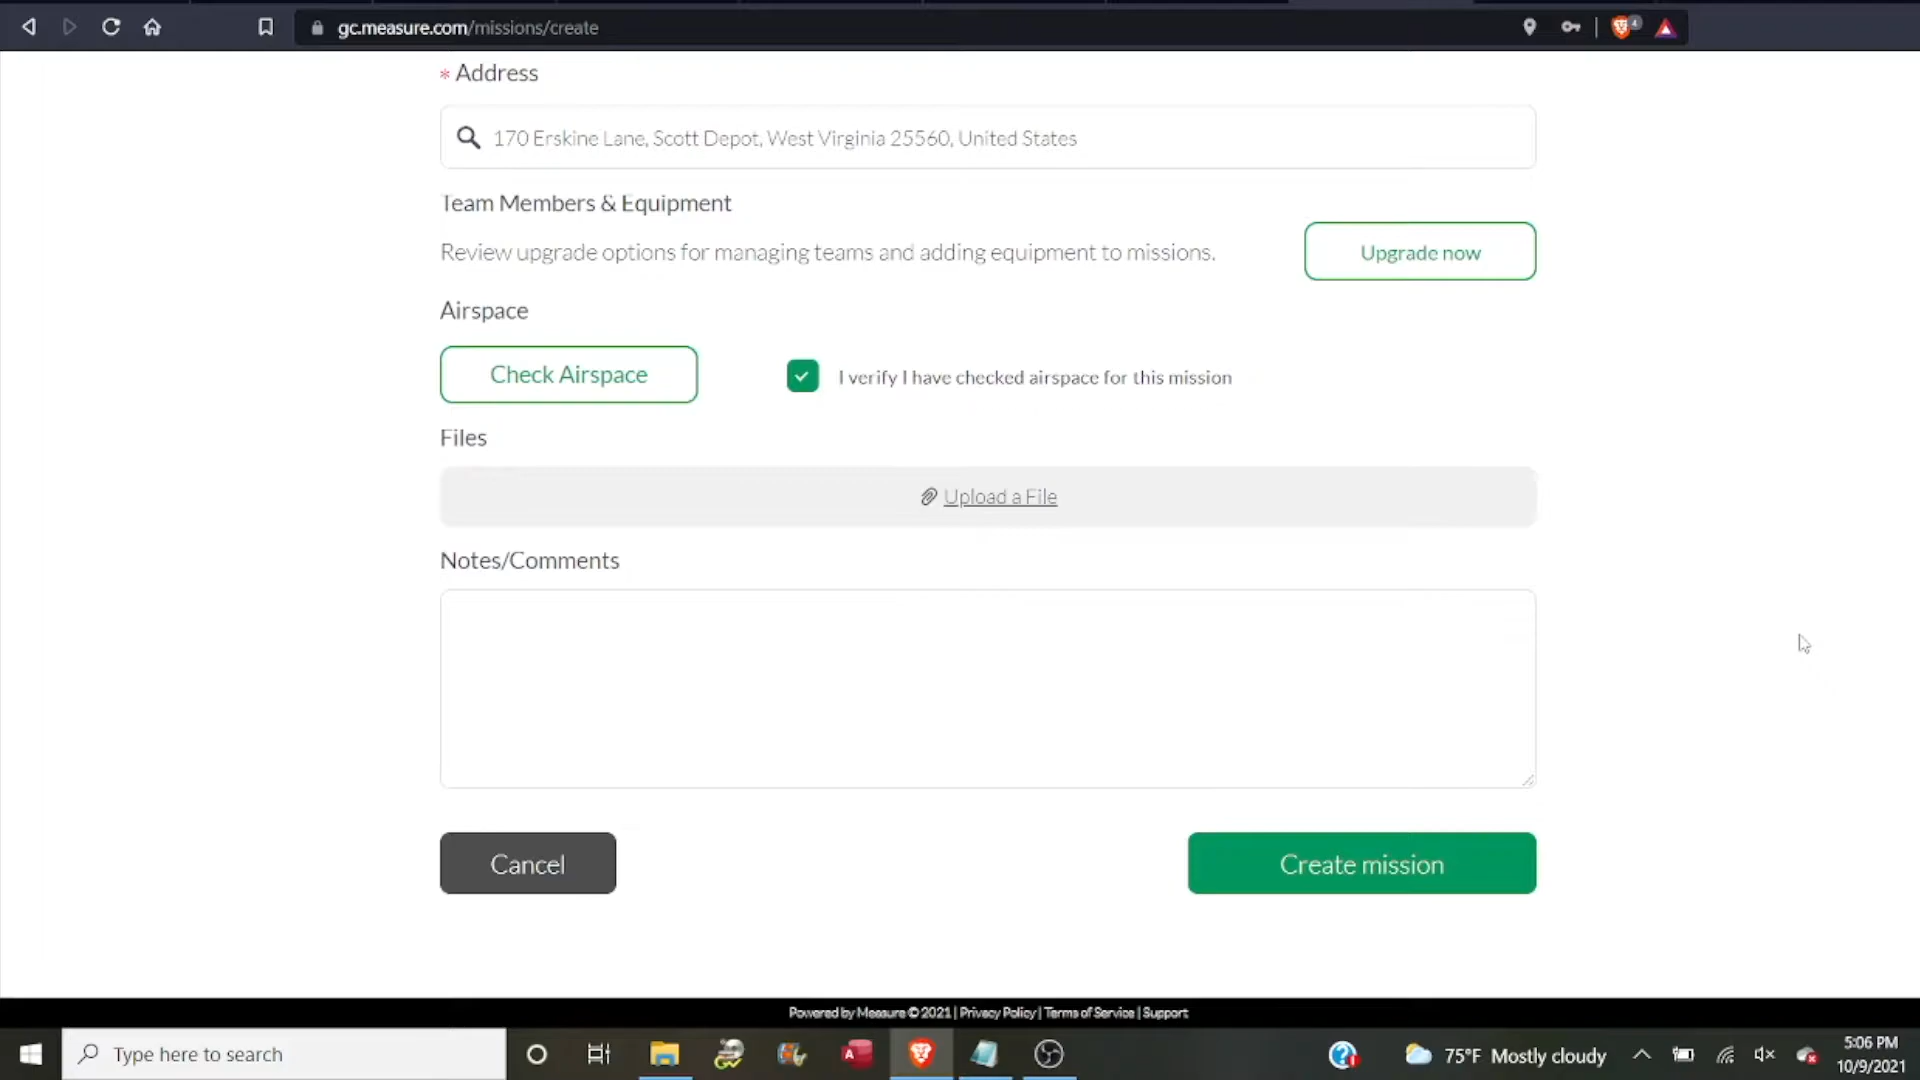 gc.measure.com/missions/create
4
* Address
170 Erskine Lane, Scott Depot, West Virginia 25560, United States
Team Members & Equipment
Review upgrade options for managing teams and adding equipment to missions.
Upgrade now
Airspace
Check Airspace
I verify I have checked airspace for this mission
Files
Upload a File
Notes/Comments
Cancel
Create mission
Powered by Measure © 2021 | Privacy Policy | Terms of Service | Support
Type here to search
A
75°F Mostly cloudy
5:06 PM
10/9/2021